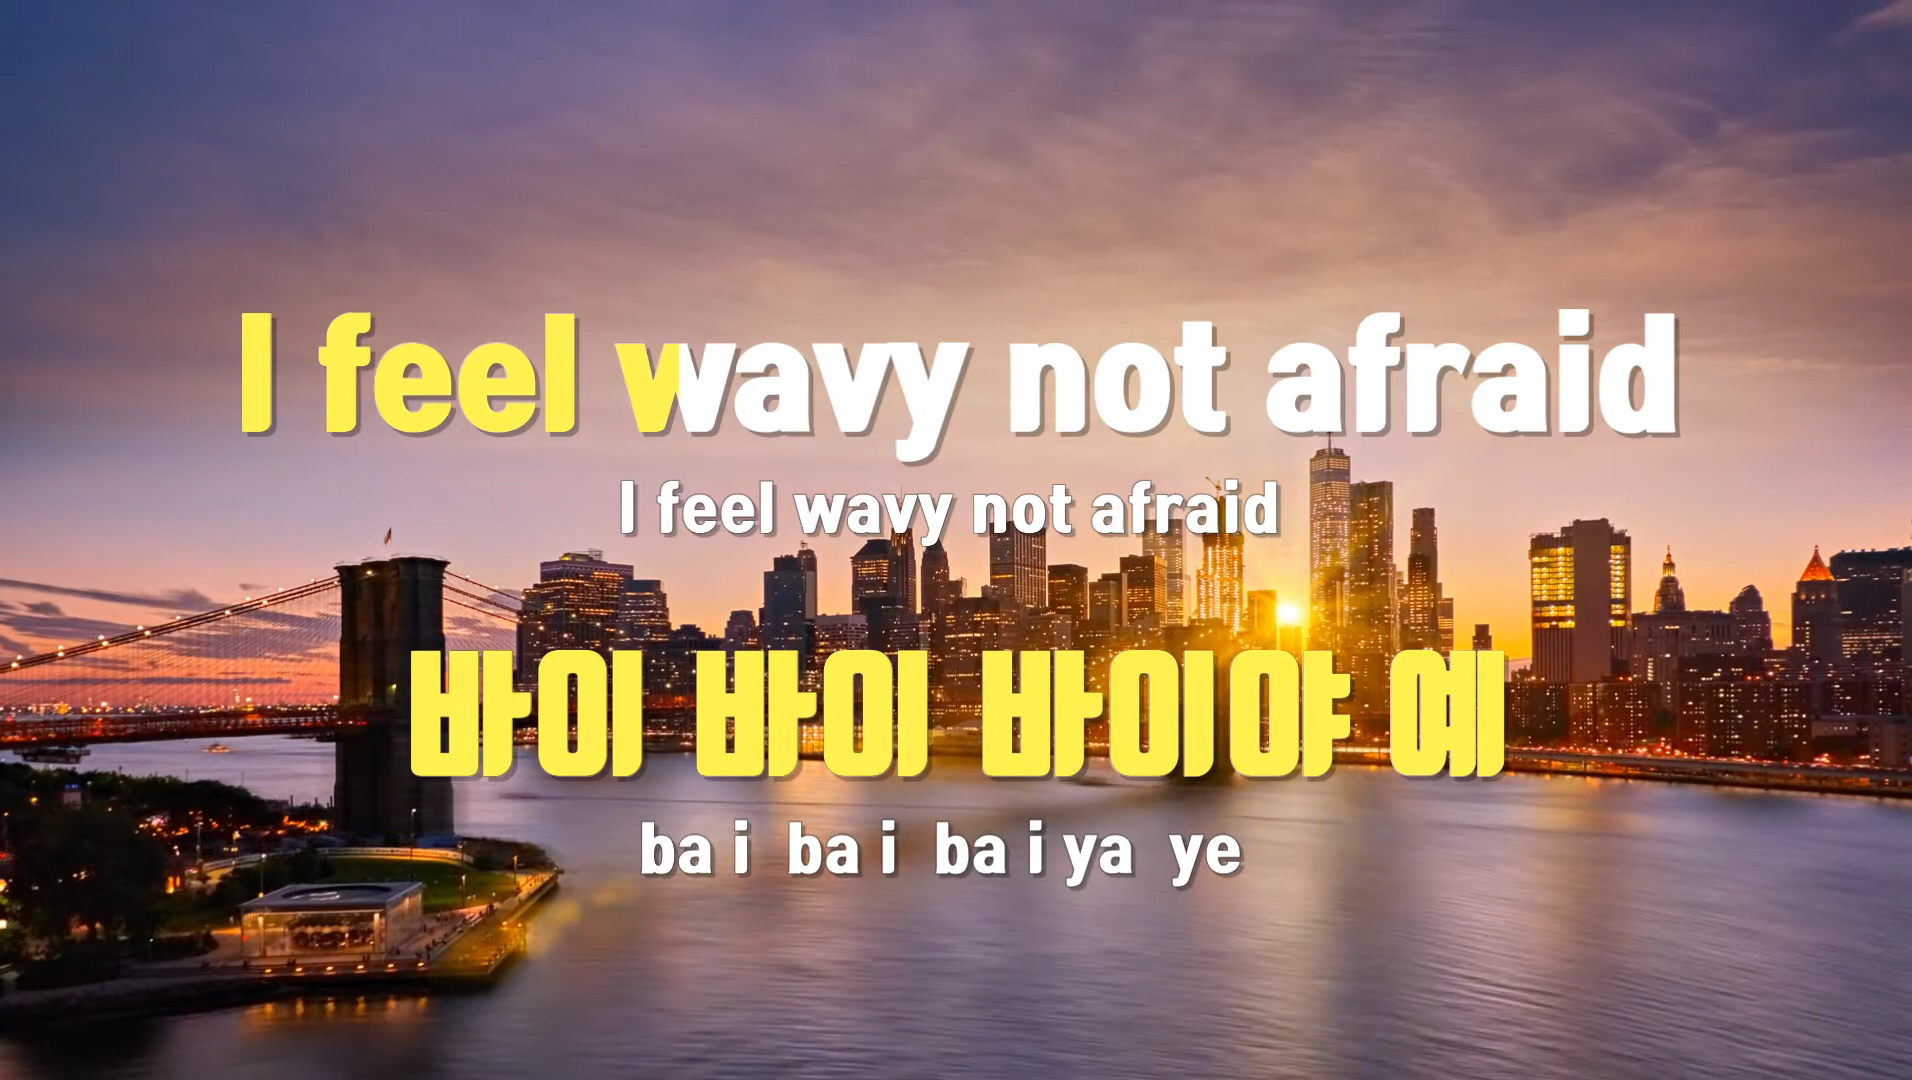 I feel wavy not afraid
I feel wavy not afraid
바이 바이 바이야 예
ba i ba i ba i ya ye